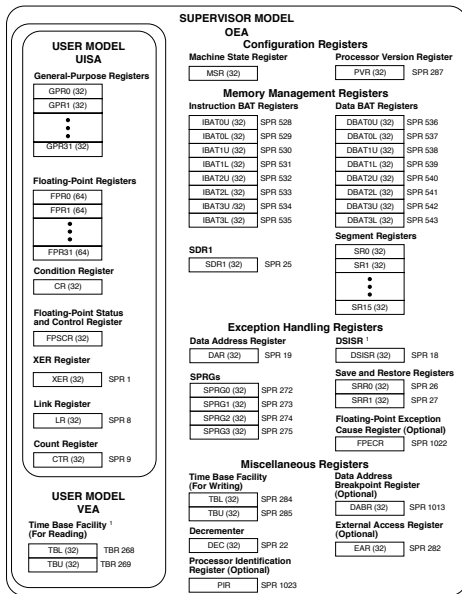 SUPERVISOR MODEL
OEA
USER MODEL
UISA
General-Purpose Registers
GPR0 (32)
GPR1 (32)
GPR31 (32)
Floating-Point Registers
FPR0 (64)
FPR1 (64)
FPR31 (64)
Condition Register
CR (32)
Floating-Point Status
and Control Register
FPSCR (32)
XER Register
XER (32) SPR 1
Link Register
LR (32) SPR 8
Count Register
CTR (32) SPR 9
USER MODEL
VEA
Time Base Facility 1
(For Reading)
TBL (32) TBR 268
TBU (32) TBR 269
Configuration Registers
Machine State Register
MSR (32)
Processor Version Register
PVR (32) SPR 287
Memory Management Registers
Instruction BAT Registers
IBAT0U (32) SPR 528
IBAT0L (32) SPR 529
IBAT1U (32) SPR 530
IBAT1L (32) SPR 531
IBAT2U (32) SPR 532
IBAT2L (32) SPR 533
IBAT3U /32) SPR 534
IBAT3L (32) SPR 535
Data BAT Registers
DBAT0U (32) SPR 536
DBAT0L (32) SPR 537
DBAT1U (32) SPR 538
DBAT1L (32) SPR 539
DBAT2U (32) SPR 540
DBAT2L (32) SPR 541
DBAT3U (32) SPR 542
DBAT3L (32) SPR 543
SDR1
SDR1 (32) SPR 25
Segment Registers
SR0 (32)
SR1 (32)
SR15 (32)
Exception Handling Registers
Data Address Register
DAR (32) SPR 19
DSISR 1
DSISR (32) SPR 18
SPRGs
SPRG0 (32) SPR 272
SPRG1 (32) SPR 273
SPRG2 (32) SPR 274
SPRG3 (32) SPR 275
Save and Restore Registers
SRR0 (32) SPR 26
SRR1 (32) SPR 27
Floating-Point Exception
Cause Register (Optional)
FPECR SPR 1022
Miscellaneous Registers
Time Base Facility
(For Writing)
TBL (32) SPR 284
TBU (32) SPR 285
Data Address
Breakpoint Register
(Optional)
DABR (32) SPR 1013
Decrementer
DEC (32) SPR 22
External Access Register
(Optional)
EAR (32) SPR 282
Processor Identification
Register (Optional)
PIR SPR 1023